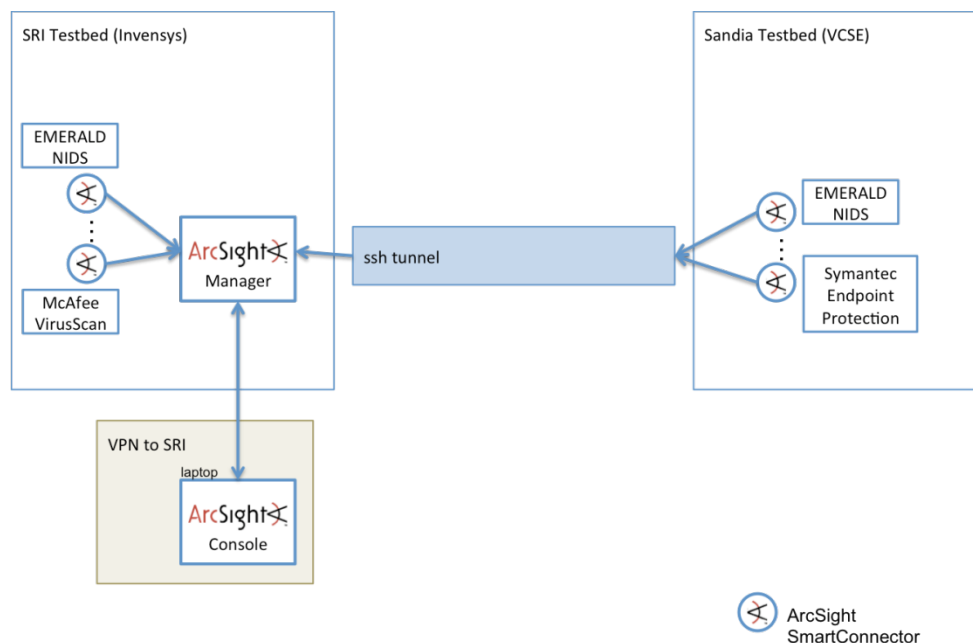 SRI Testbed (Invensys)
EMERALD
NIDS
McAfee
VirusScan
ArcSight
Manager
ssh tunnel
Sandia Testbed (VCSE)
EMERALD
NIDS
Symantec
Endpoint
Protection
VPN to SRI
laptop
ArcSight
Console
ArcSight
SmartConnector